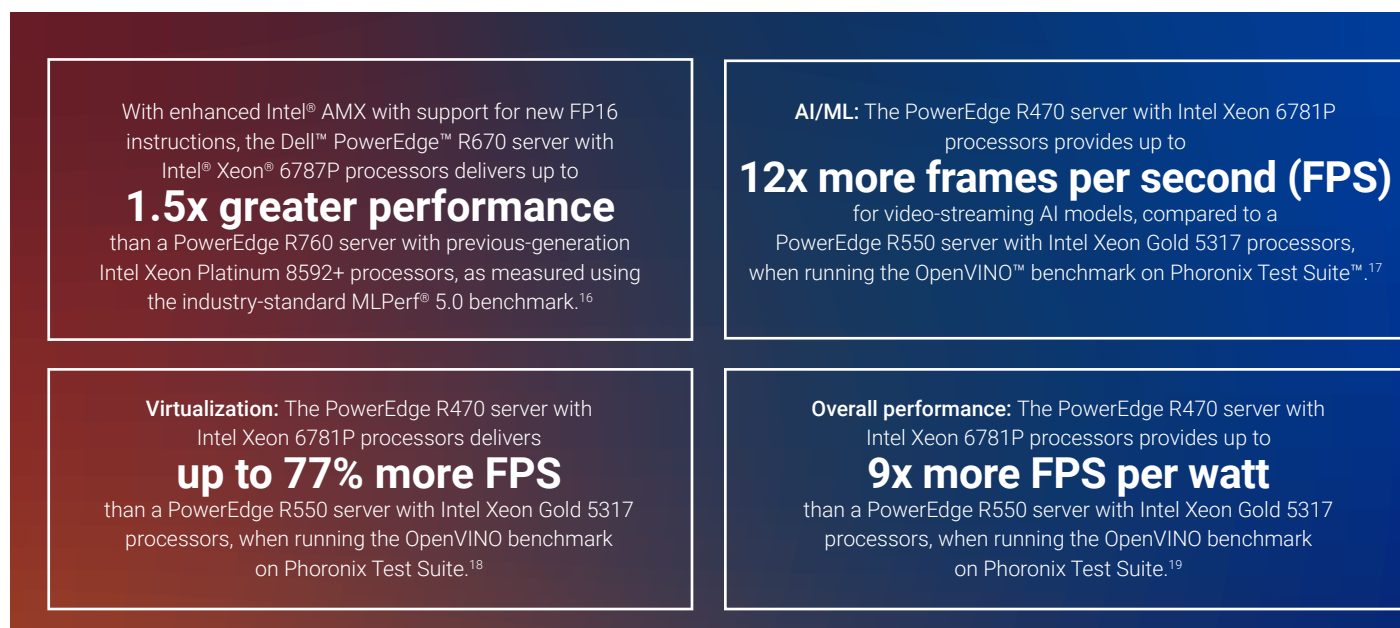 With enhanced Intel® AMX with support for new FP16
instructions, the Dell™ PowerEdge™ R670 server with
Intel® Xeon® 6787P processors delivers up to
1.5x greater performance
than a PowerEdge R760 server with previous-generation
Intel Xeon Platinum 8592+ processors, as measured using
the industry-standard MLPerf® 5.0 benchmark.16
AI/ML: The PowerEdge R470 server with Intel Xeon 6781P
processors provides up to
12x more frames per second (FPS)
for video-streaming AI models, compared to a
PowerEdge R550 server with Intel Xeon Gold 5317 processors,
when running the OpenVINO™ benchmark on Phoronix Test Suite™.17
Virtualization: The PowerEdge R470 server with
Intel Xeon 6781P processors delivers
up to 77% more FPS
than a PowerEdge R550 server with Intel Xeon Gold 5317
processors, when running the OpenVINO benchmark
on Phoronix Test Suite.18
Overall performance: The PowerEdge R470 server with
Intel Xeon 6781P processors provides up to
9x more FPS per watt
than a PowerEdge R550 server with Intel Xeon Gold 5317
processors, when running the OpenVINO benchmark
on Phoronix Test Suite.19